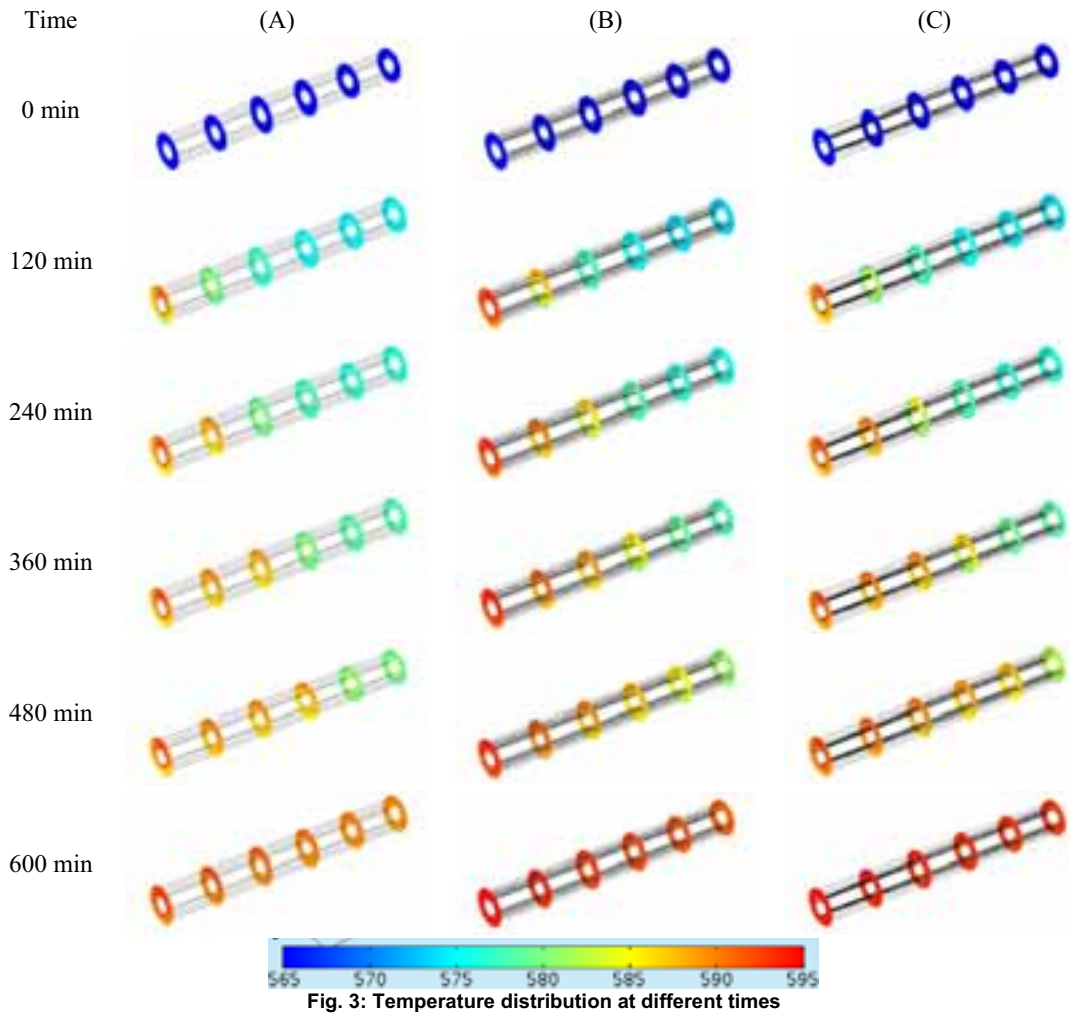 Time (A) (B) (C)
0 min
120 min
240 min
360 min
480 min
600 min
565 570 575 580 585 590 595
Fig. 3: Temperature distribution at different times